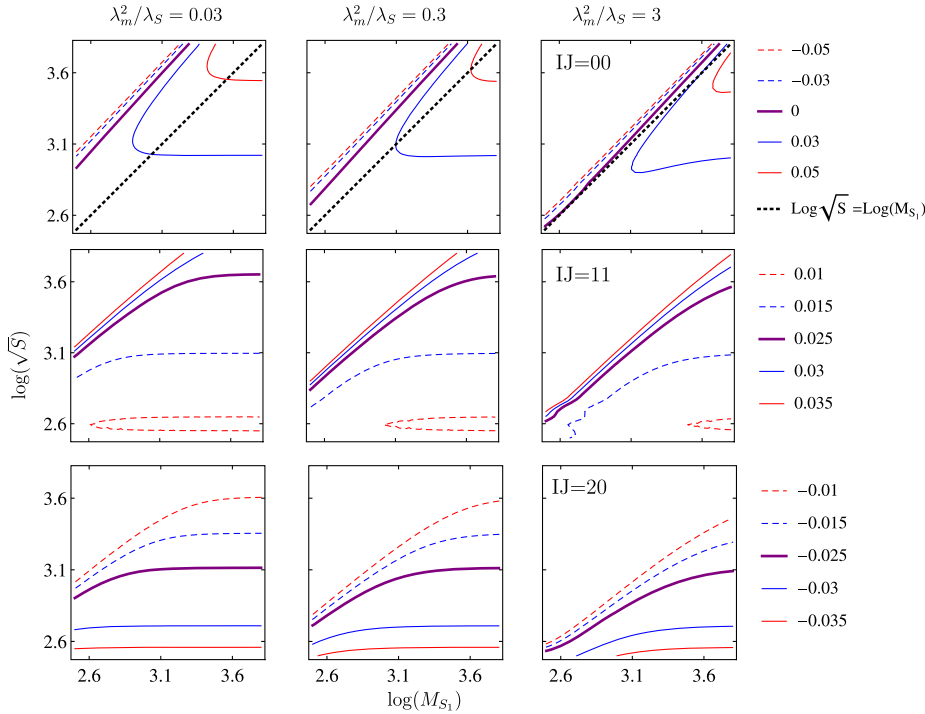 λ_m^2/λ_S = 0.03
λ_m^2/λ_S = 0.3
λ_m^2/λ_S = 3
3.6
3.1
2.6
IJ=00
−0.05
−0.03
0
0.03
0.05
Log√S =Log(M_{S_1})
3.6
3.1
2.6
IJ=11
0.01
0.015
0.025
0.03
0.035
log(√S)
3.6
3.1
2.6
IJ=20
−0.01
−0.015
−0.025
−0.03
−0.035
2.6 3.1 3.6
2.6 3.1 3.6
2.6 3.1 3.6
log(M_{S_1})